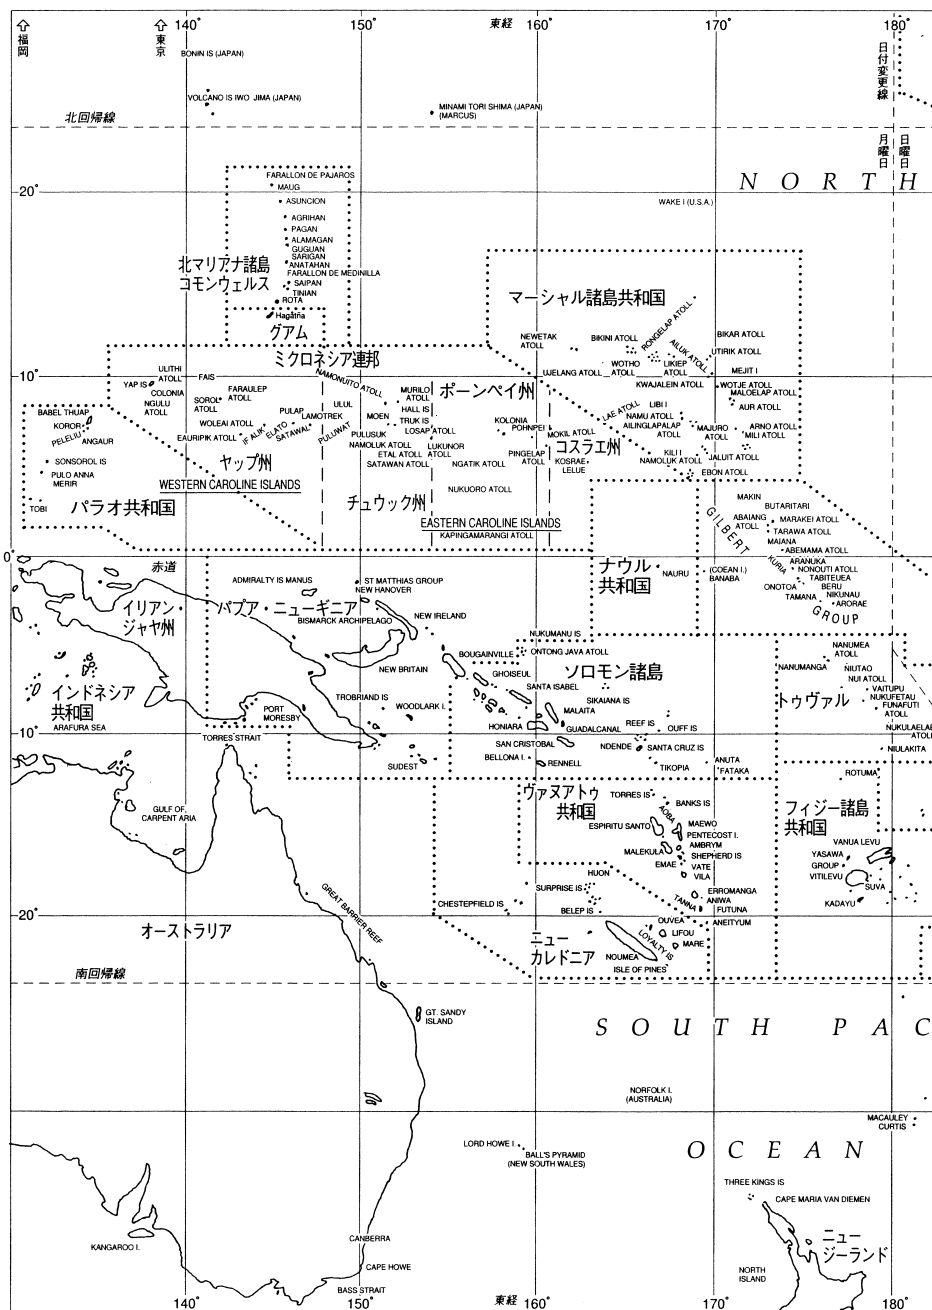 140°
150°
東経
160°
170°
180°
福岡
東京
BONIN IS (JAPAN)
日付変更線
VOLCANO IS IWO JIMA (JAPAN)
MINAMI TORI SHIMA (JAPAN)
(MARCUS)
北回帰線
月曜日
日曜日
FARALLON DE PAJAROS
MAUG
NORTH
20°
20°
ASUNCION
WAKE I (U.S.A.)
AGRIHAN
PAGAN
ALAMAGAN
GUGUAN
SARIGAN
ANATAHAN
北マリアナ諸島
コモンウェルス
FARALLON DE MEDINILLA
SAIPAN
TINIAN
ROTA
Hagåtña
グアム
マーシャル諸島共和国
NEWETAK
ATOLL
BIKINI ATOLL
RONGELAP ATOLL
AILUK ATOLL
BIKAR ATOLL
UTIRIK ATOLL
ミクロネシア連邦
UJELANG ATOLL
WOTHO
ATOLL
LIKIEP
ATOLL
MEJIT I
KWAJALEIN ATOLL
WOTJE ATOLL
MALOELAP ATOLL
AUR ATOLL
10°
10°
ULITHI
ATOLL
FAIS
YAP IS
COLONIA
NGULU
ATOLL
SOROL
ATOLL
FARAULEP
ATOLL
NAMONUITO ATOLL
MURILO
ATOLL
ポーンペイ州
HALL IS
TRUK IS
LOSAP ATOLL
ULUL
MOEN
PULAP
LAMOTREK
WOLEAI ATOLL
EAURIPIK ATOLL
IF ALIK
ELATO
SATAWAL
PULUWAT
PULUSUK
NAMOLUK ATOLL
LUKUNOR
ATOLL
ETAL ATOLL
SATAWAN ATOLL
KOLONIA
POHNPEI I
MOKIL ATOLL
PINGELAP
ATOLL
NGATIK ATOLL
コスラエ州
KOSRAE
LELUE
LAE ATOLL
LIBI I
NAMU ATOLL
AILINGLAPALAP
ATOLL
MAJURO
ATOLL
ARNO ATOLL
MILI ATOLL
KILI I
JALUIT ATOLL
NAMOLUK ATOLL
EBON ATOLL
BABEL THUAP
KOROR
PELELIU
ANGAUR
SONSOROL IS
PULO ANNA
MERIR
TOBI
パラオ共和国
ヤップ州
WESTERN CAROLINE ISLANDS
チュウック州
NUKUORO ATOLL
EASTERN CAROLINE ISLANDS
KAPINGAMARANGI ATOLL
MAKIN
BUTARITARI
ABAIANG
ATOLL
MARAKEI ATOLL
TARAWA ATOLL
MAIANA
ABEMAMA ATOLL
KURIA
ARANUKA
NONOUTI ATOLL
ONOTOA
TABITEUEA
BERU
NIKUNAU
TAMANA
ARORAE
GILBERT
GROUP
0°
0°
赤道
ナウル
共和国
NAURU
(COEAN I.)
BANABA
ADMIRALTY IS MANUS
ST MATTHIAS GROUP
NEW HANOVER
イリアン
ジャヤ州
パプア・ニューギニア
BISMARCK ARCHIPELAGO
NEW IRELAND
NUKUMANU IS
BOUGAINVILLE
ONTONG JAVA ATOLL
ソロモン諸島
NANUMEA
ATOLL
NANUMANGA
NIUTAO
NUI ATOLL
トゥヴァル
VAITUPU
NUKUFETAU
FUNAFUTI
ATOLL
NUKULAELAE
ATOLL
NIULAKITA
NEW BRITAIN
GHOISEUL
SANTA ISABEL
SIKAIANA IS
MALAITA
インドネシア
共和国
ARAFURA SEA
PORT
MORESBY
TROBRIAND IS
WOODLARK I.
HONIARA
GUADALCANAL
REEF IS
OUFF IS
SAN CRISTOBAL
NDENDE
SANTA CRUZ IS
10°
10°
TORRES STRAIT
SUDEST
BELLONA I.
RENNELL
TIKOPIA
ANUTA
FATAKA
ROTUMA
ヴァヌアトゥ
共和国
TORRES IS
BANKS IS
AOBA
MAEWO
ESPIRITU SANTO
PENTECOST I.
AMBRYM
MALEKULA
SHEPHERD IS
EMAE
VATE
VILA
フィジー諸島
共和国
VANUA LEVU
YASAWA
GROUP
VITILEVU
SUVA
KADAYU
GULF OF
CARPENT ARIA
GREAT BARRIER REEF
HUON
SURPRISE IS
CHESTEPFIELD IS
BELEP IS
ERROMANGA
TANNA
ANIWA
FUTUNA
ANEITYUM
20°
20°
オーストラリア
ニュー
カレドニア
OUVEA
LIFOU
LOYALTY IS
MARE
NOUMEA
ISLE OF PINES
南回帰線
GT. SANDY
ISLAND
SOUTH PAC
NORFOLK I.
(AUSTRALIA)
MACAULEY
CURTIS
LORD HOWE I.
BALL'S PYRAMID
(NEW SOUTH WALES)
OCEAN
THREE KINGS IS
CAPE MARIA VAN DIEMEN
ニュー
ジーランド
KANGAROO I.
CANBERRA
CAPE HOWE
BASS STRAIT
NORTH
ISLAND
140°
150°
東経
160°
170°
180°